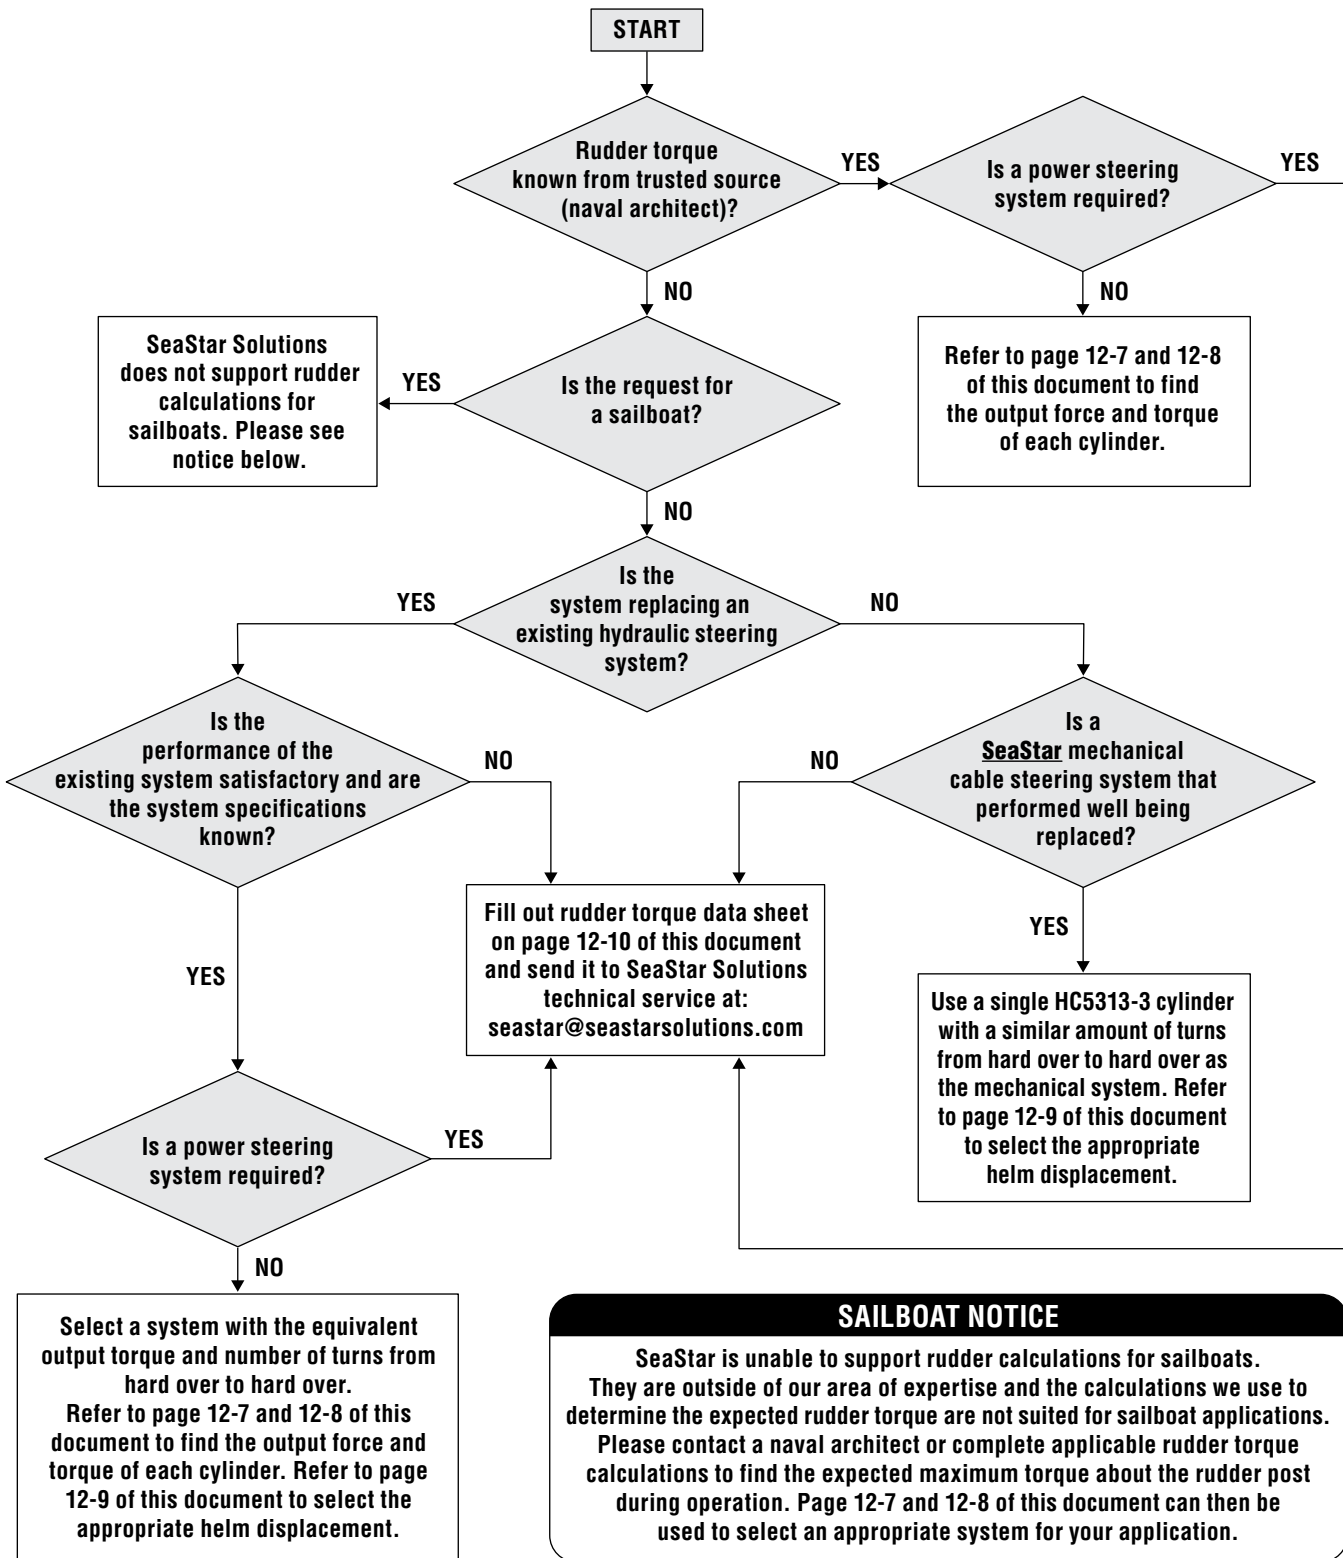 START
Rudder torque
known from trusted source
(naval architect)?
YES
Is a power steering
system required?
YES
NO
NO
SeaStar Solutions
does not support rudder
calculations for
sailboats. Please see
notice below.
YES
Is the request for
a sailboat?
Refer to page 12-7 and 12-8
of this document to find
the output force and torque
of each cylinder.
NO
Is the
system replacing an
existing hydraulic steering
system?
YES
NO
Is the
performance of the
existing system satisfactory and are
the system specifications
known?
NO
NO
Is a
SeaStar mechanical
cable steering system that
performed well being
replaced?
YES
Fill out rudder torque data sheet
on page 12-10 of this document
and send it to SeaStar Solutions
technical service at:
seastar@seastarsolutions.com
YES
Use a single HC5313-3 cylinder
with a similar amount of turns
from hard over to hard over as
the mechanical system. Refer
to page 12-9 of this document
to select the appropriate
helm displacement.
Is a power steering
system required?
YES
NO
Select a system with the equivalent
output torque and number of turns from
hard over to hard over.
Refer to page 12-7 and 12-8 of this
document to find the output force and
torque of each cylinder. Refer to page
12-9 of this document to select the
appropriate helm displacement.
SAILBOAT NOTICE
SeaStar is unable to support rudder calculations for sailboats.
They are outside of our area of expertise and the calculations we use to
determine the expected rudder torque are not suited for sailboat applications.
Please contact a naval architect or complete applicable rudder torque
calculations to find the expected maximum torque about the rudder post
during operation. Page 12-7 and 12-8 of this document can then be
used to select an appropriate system for your application.